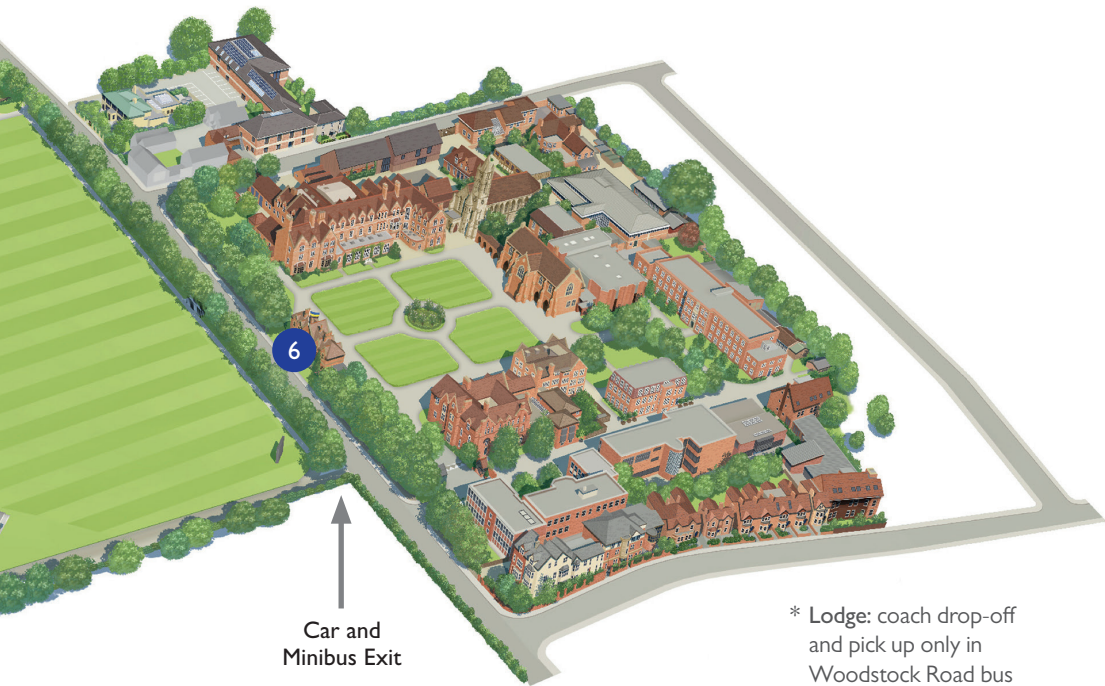 6
Car and
Minibus Exit
* Lodge: coach drop-off
and pick up only in
Woodstock Road bus